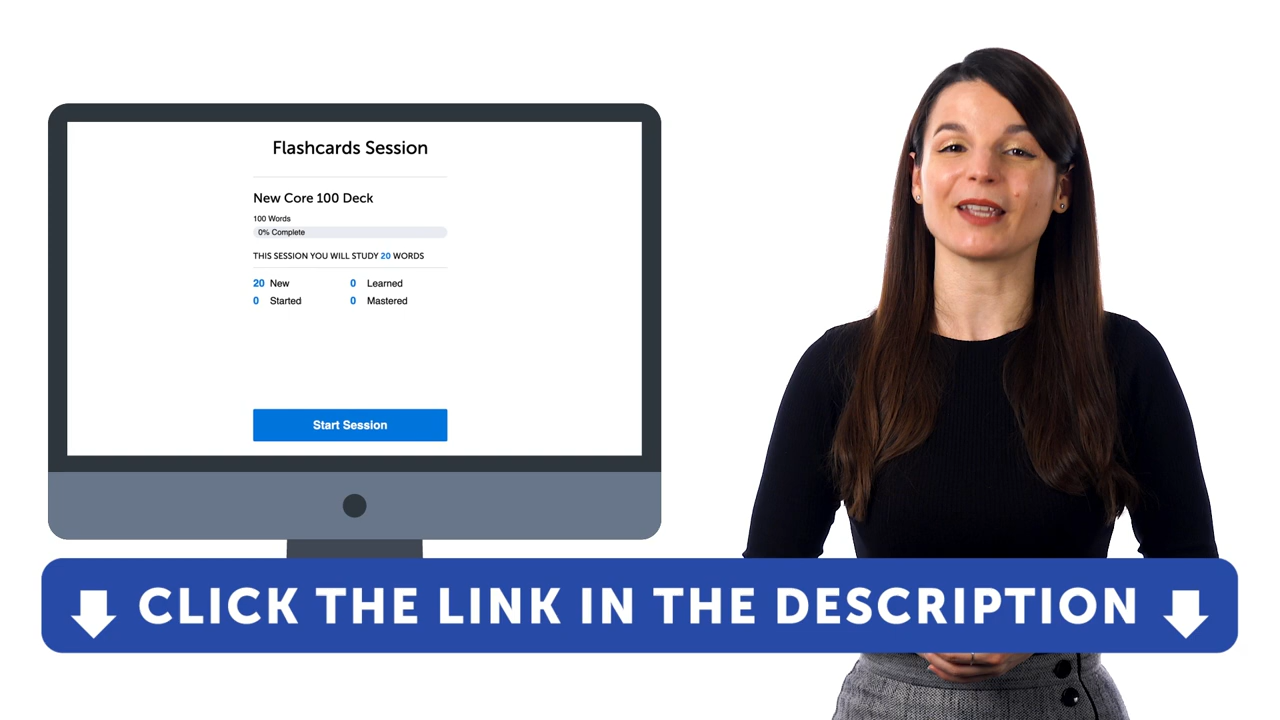 Flashcards Session
New Core 100 Deck
100 Words
0% Complete
THIS SESSION YOU WILL STUDY 20 WORDS
20 New 0 Learned
0 Started 0 Mastered
Start Session
CLICK THE LINK IN THE DESCRIPTION